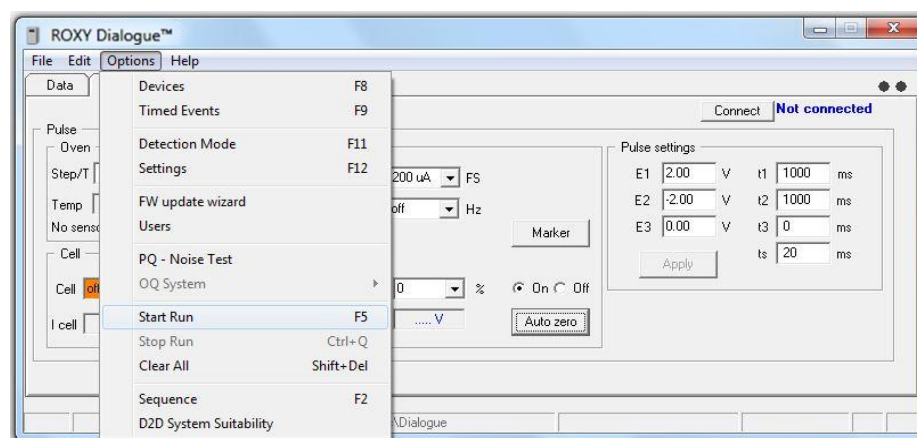 ROXY Dialogue™
File Edit Options Help
Data
Connect Not connected
Devices F8
Timed Events F9
Detection Mode F11
Settings F12
FW update wizard
Users
PQ - Noise Test
OQ System
Start Run F5
Stop Run Ctrl+Q
Clear All Shift+Del
Sequence F2
D2D System Suitability
Pulse
Oven
Step/T
Temp
No senso
Cell
Cell off
I cell
200 uA FS
off Hz
Marker
0 % On Off
..... V Auto zero
Pulse settings
E1 2.00 V t1 1000 ms
E2 -2.00 V t2 1000 ms
E3 0.00 V t3 0 ms
Apply ts 20 ms
\Dialogue